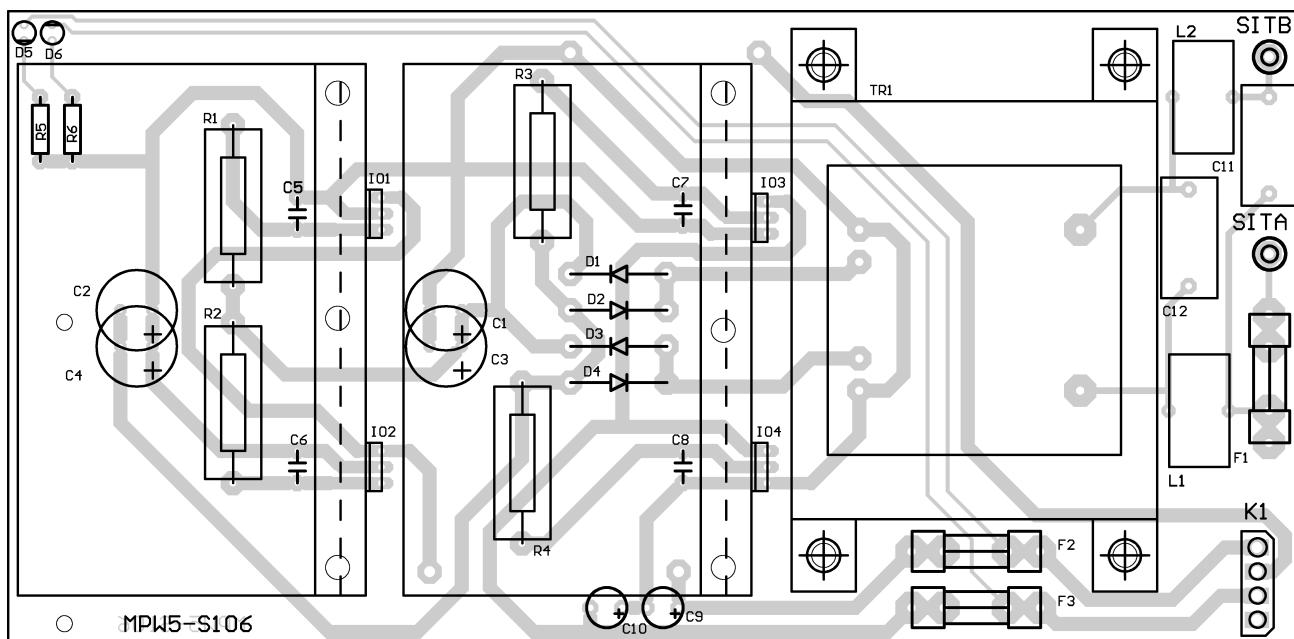 SITB
L2
D5 D6
R3
TR1
R5
R6
R1
C11
C5
IO1
C7
IO3
SITA
D1
C2
D2
C12
R2
C1
D3
C3
C4
D4
C6
IO2
C8
IO4
F1
L1
K1
R4
F2
F3
C10
C9
MPW5-S106